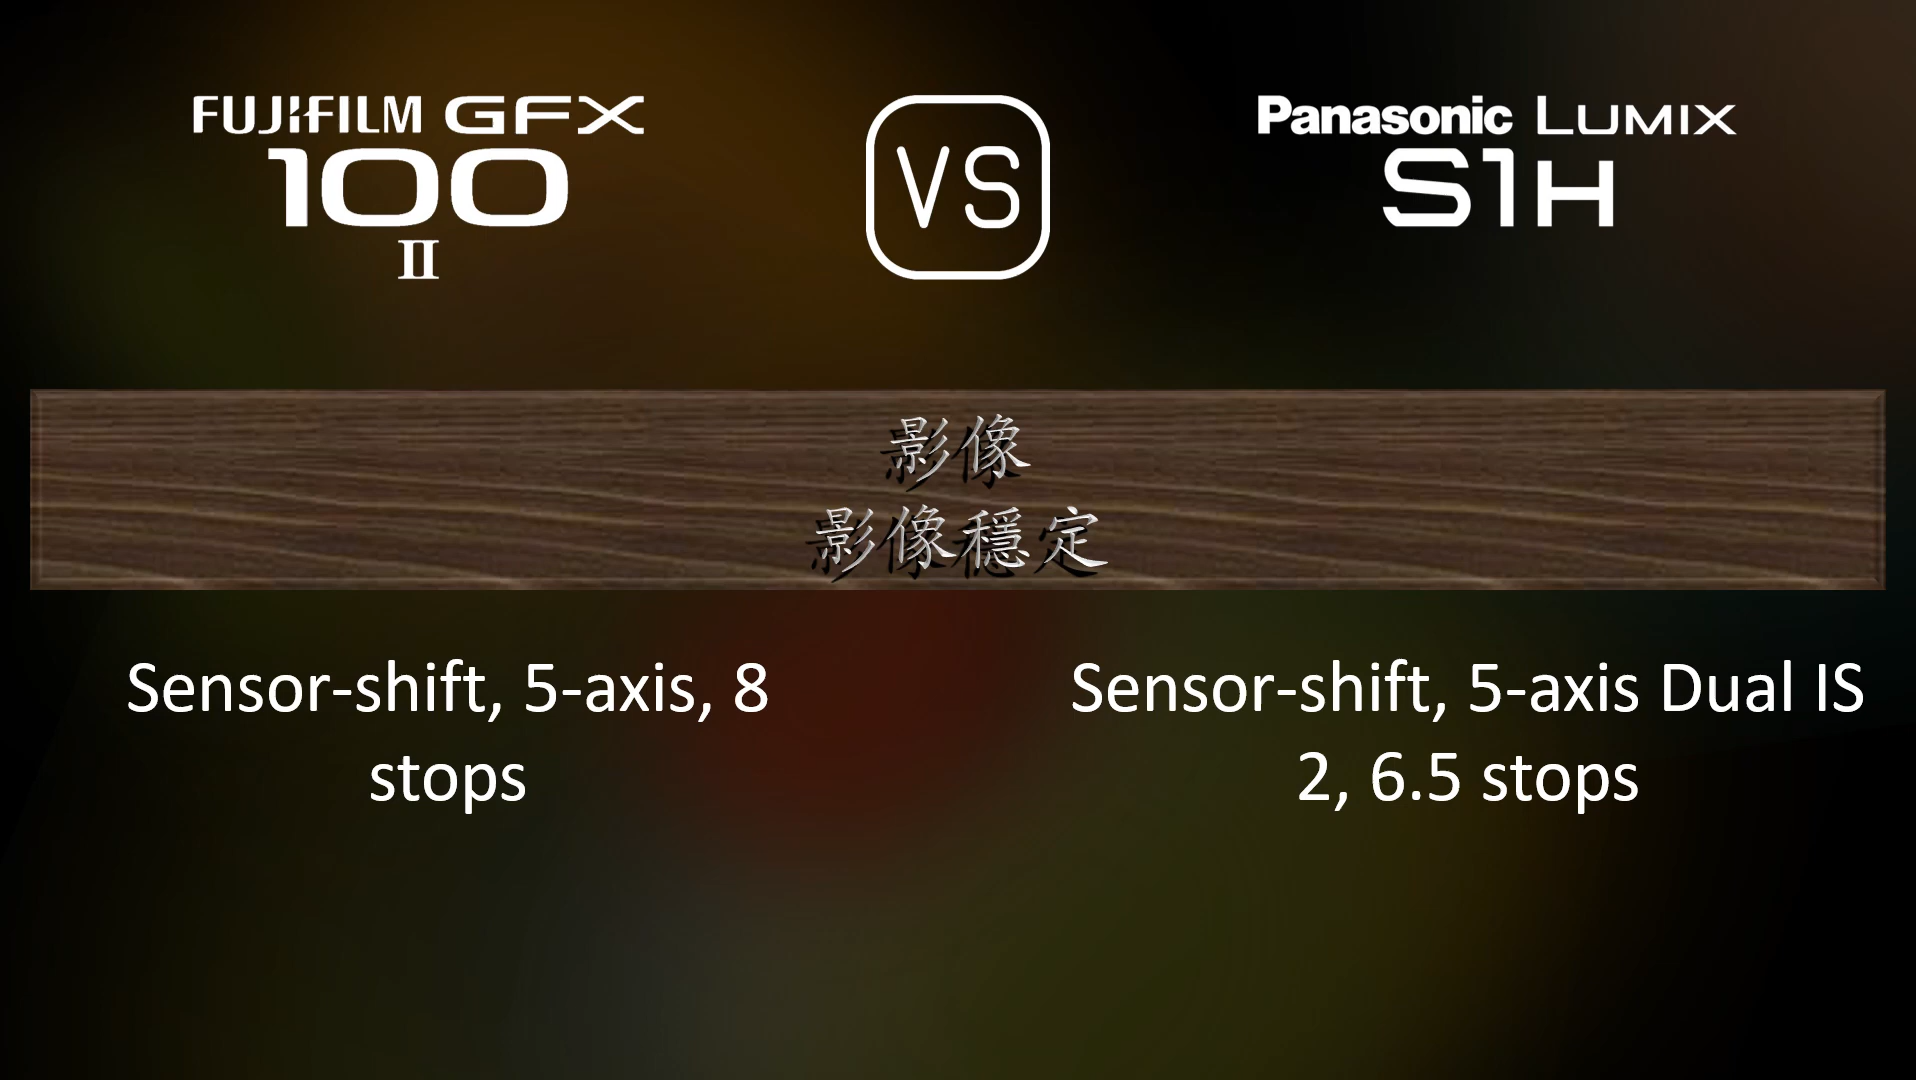 FUJIFILM GFX
100
II
VS
Panasonic LUMIX
S1H
影像
影像穩定
Sensor-shift, 5-axis, 8
stops
Sensor-shift, 5-axis Dual IS
2, 6.5 stops